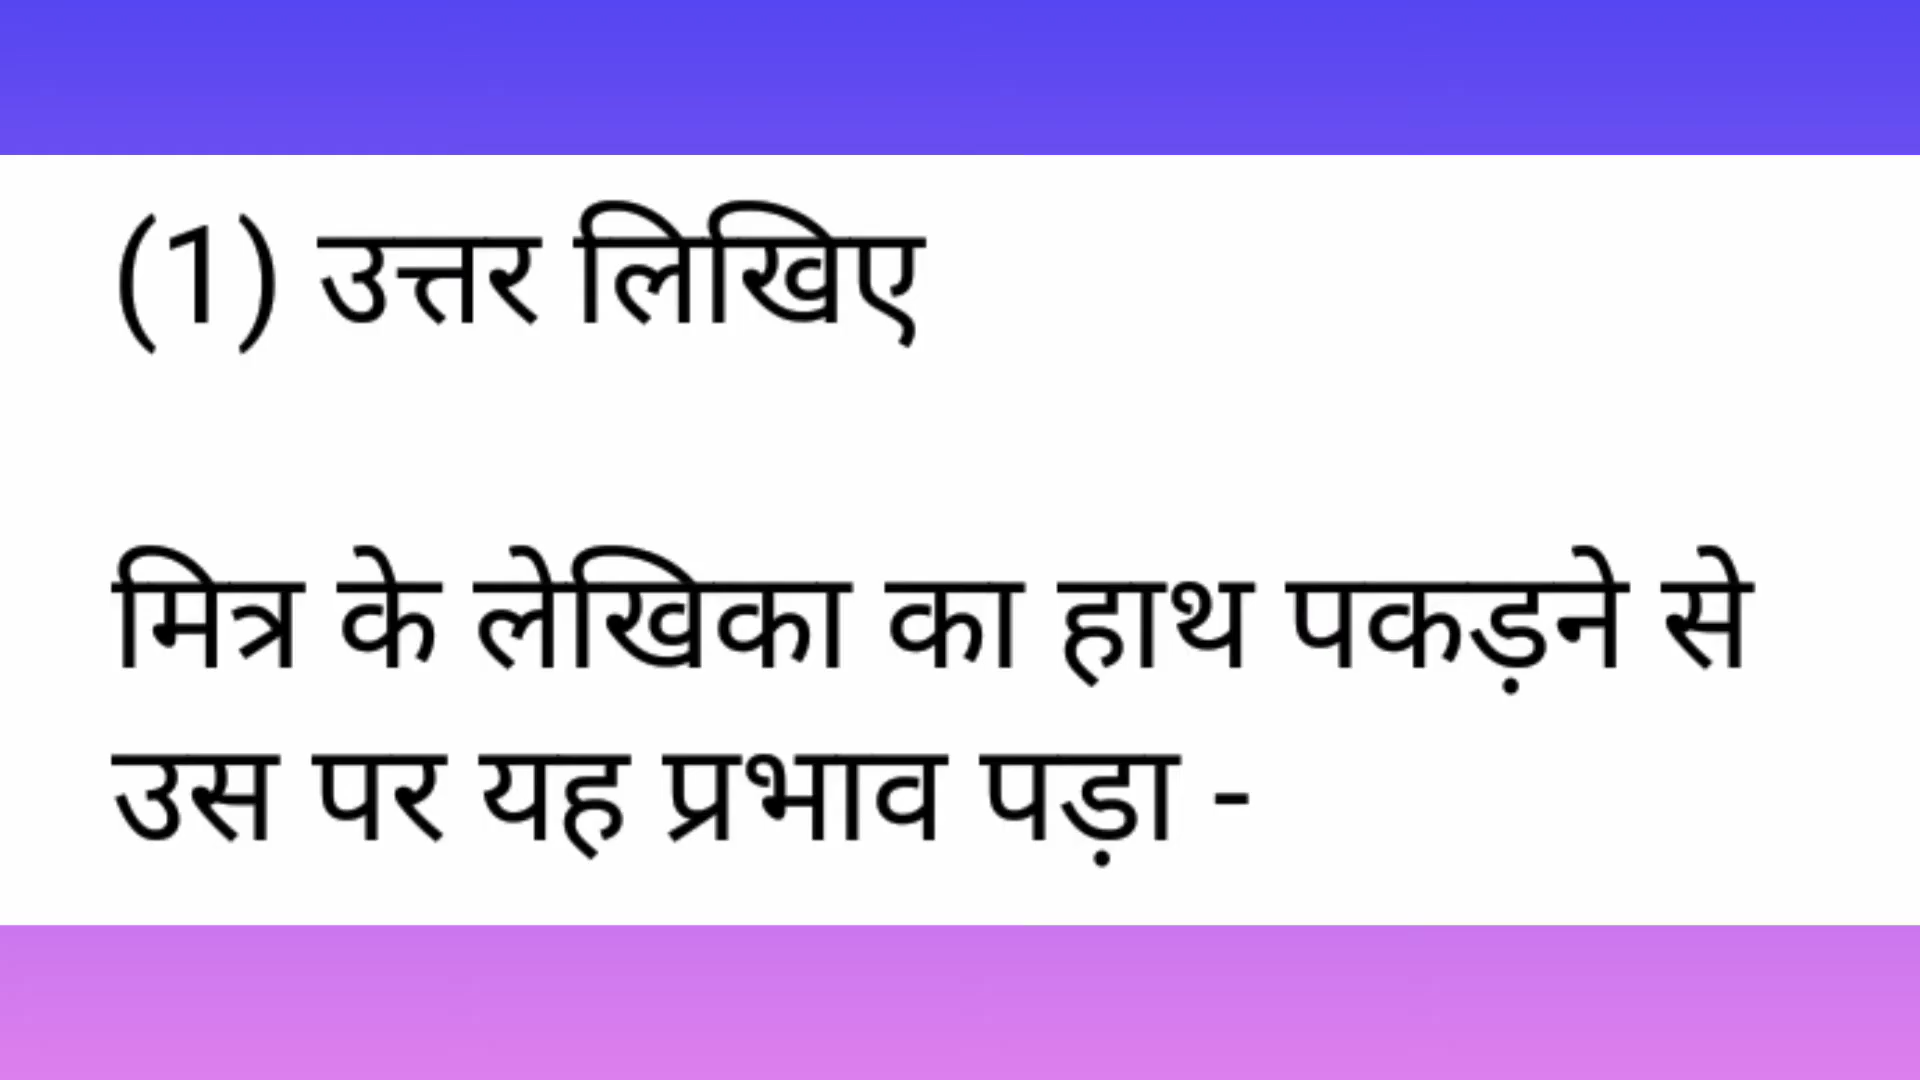 (1) उत्तर लिखिए
मित्र के लेखिका का हाथ पकड़ने से
उस पर यह प्रभाव पड़ा -